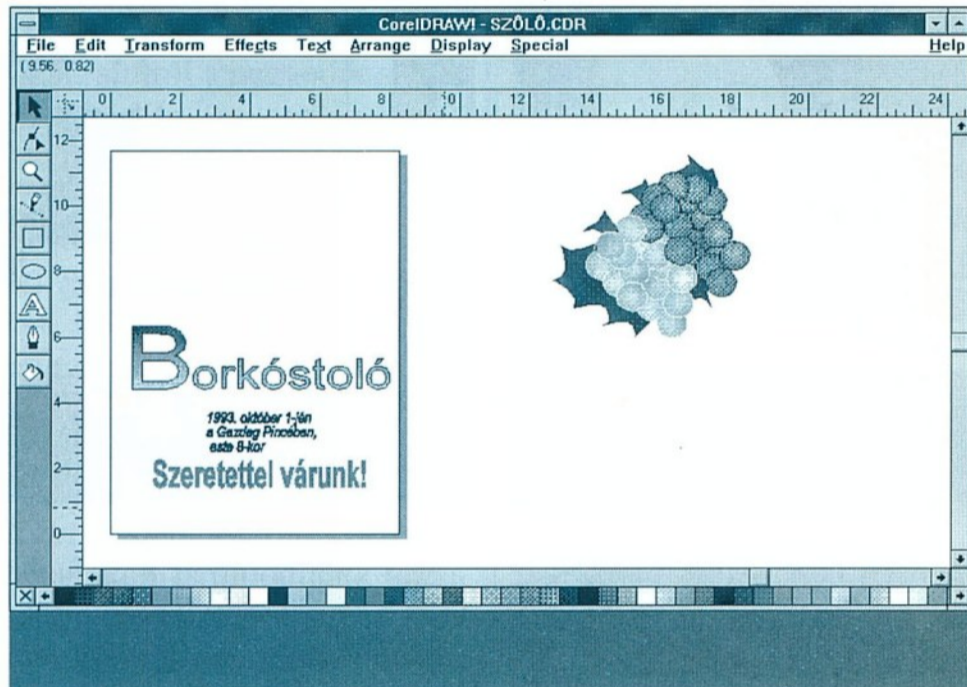 CorelDRAW! - SZÔLÔ.CDR
File Edit Transform Effects Text Arrange Display Special Help
(9.56, 0.82)
0 2 4 6 8 10 12 14 16 18 20 22 24
12
10
8
6
4
2
0
Borkóstoló
1993. október 1-jén
a Gazdag Pincében,
este 8-kor
Szeretettel várunk!